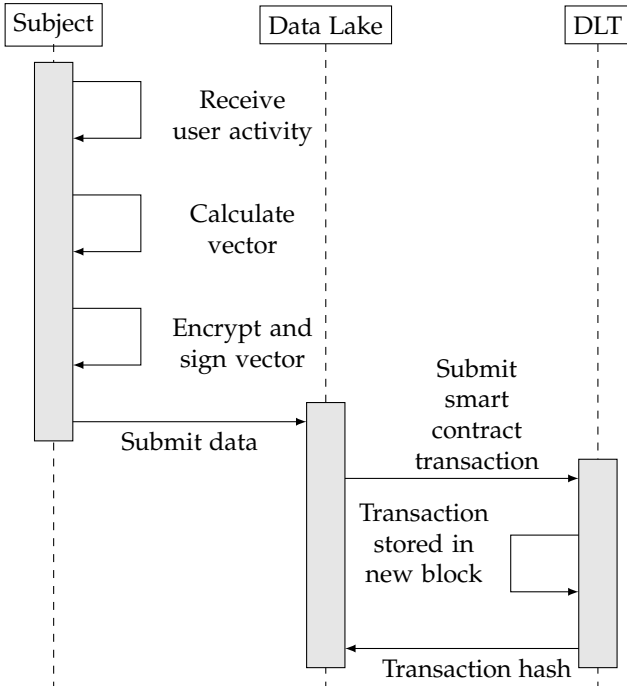 Subject
Data Lake
DLT
Receive
user activity
Calculate
vector
Encrypt and
sign vector
Submit data
Submit
smart
contract
transaction
Transaction
stored in
new block
Transaction hash